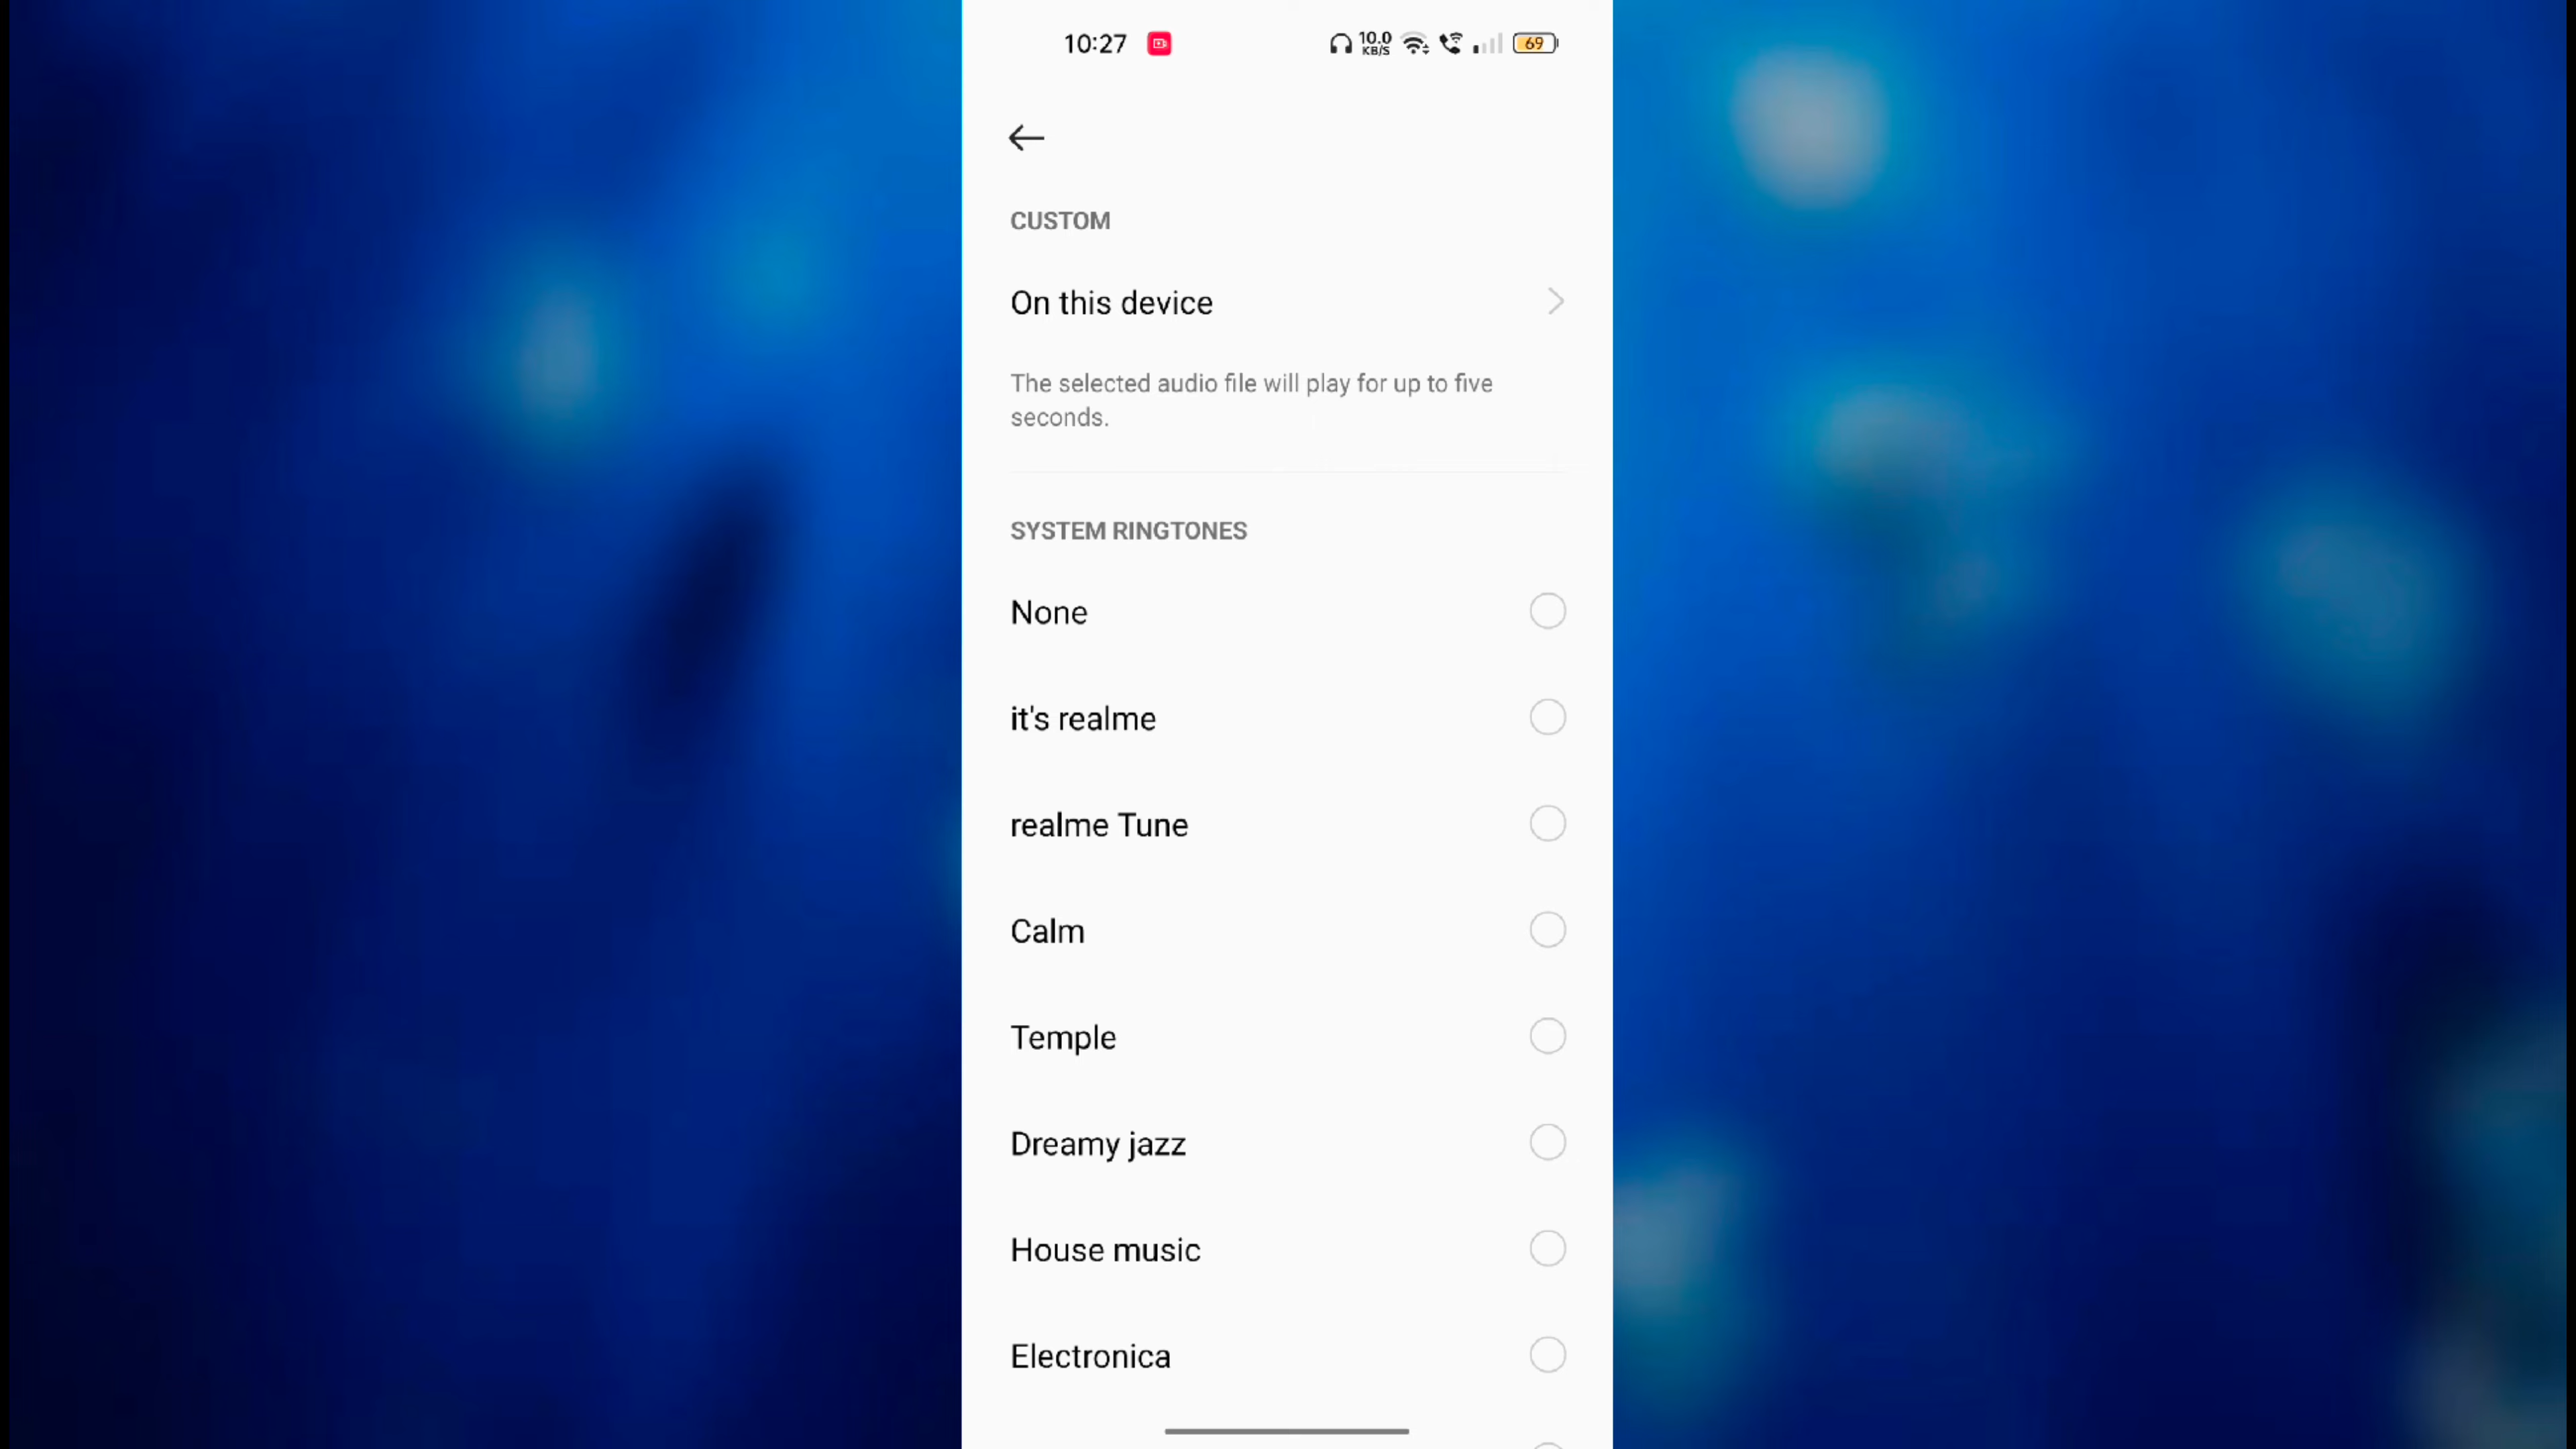 10:27
10.0
KB/S
69
CUSTOM
On this device
The selected audio file will play for up to five
seconds.
SYSTEM RINGTONES
None
it's realme
realme Tune
Calm
Temple
Dreamy jazz
House music
Electronica